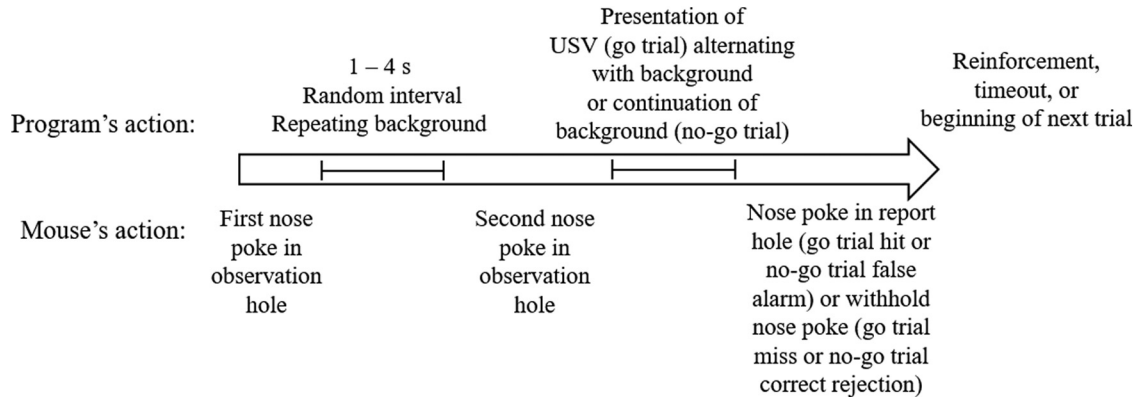 Program's action:
1 – 4 s
Random interval
Repeating background
Presentation of
USV (go trial) alternating
with background
or continuation of
background (no-go trial)
Reinforcement,
timeout, or
beginning of next trial
Mouse's action:
First nose
poke in
observation
hole
Second nose
poke in
observation
hole
Nose poke in report
hole (go trial hit or
no-go trial false
alarm) or withhold
nose poke (go trial
miss or no-go trial
correct rejection)